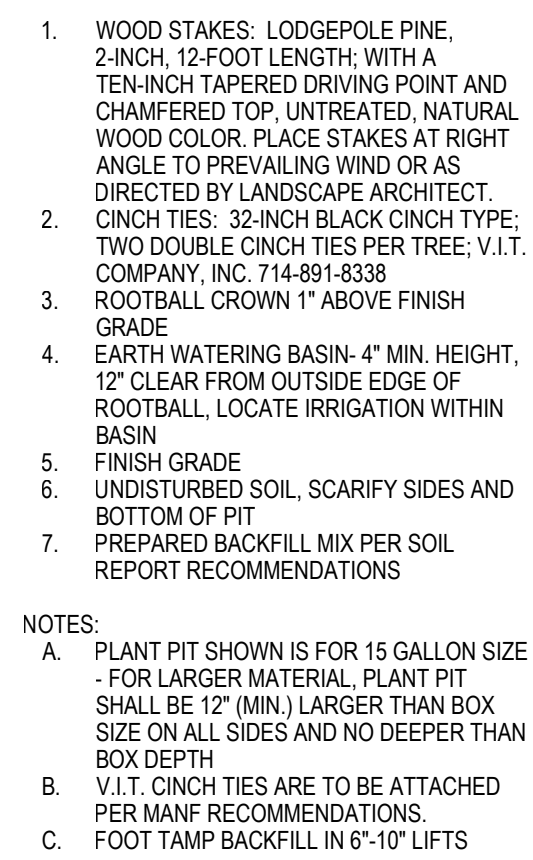 1. WOOD STAKES: LODGEPOLE PINE,
2-INCH, 12-FOOT LENGTH; WITH A
TEN-INCH TAPERED DRIVING POINT AND
CHAMFERED TOP, UNTREATED, NATURAL
WOOD COLOR. PLACE STAKES AT RIGHT
ANGLE TO PREVAILING WIND OR AS
DIRECTED BY LANDSCAPE ARCHITECT.
2. CINCH TIES: 32-INCH BLACK CINCH TYPE;
TWO DOUBLE CINCH TIES PER TREE; V.I.T.
COMPANY, INC. 714-891-8338
3. ROOTBALL CROWN 1" ABOVE FINISH
GRADE
4. EARTH WATERING BASIN- 4" MIN. HEIGHT,
12" CLEAR FROM OUTSIDE EDGE OF
ROOTBALL, LOCATE IRRIGATION WITHIN
BASIN
5. FINISH GRADE
6. UNDISTURBED SOIL, SCARIFY SIDES AND
BOTTOM OF PIT
7. PREPARED BACKFILL MIX PER SOIL
REPORT RECOMMENDATIONS
NOTES:
A. PLANT PIT SHOWN IS FOR 15 GALLON SIZE
- FOR LARGER MATERIAL, PLANT PIT
SHALL BE 12" (MIN.) LARGER THAN BOX
SIZE ON ALL SIDES AND NO DEEPER THAN
BOX DEPTH
B. V.I.T. CINCH TIES ARE TO BE ATTACHED
PER MANF RECOMMENDATIONS.
C. FOOT TAMP BACKFILL IN 6"-10" LIFTS